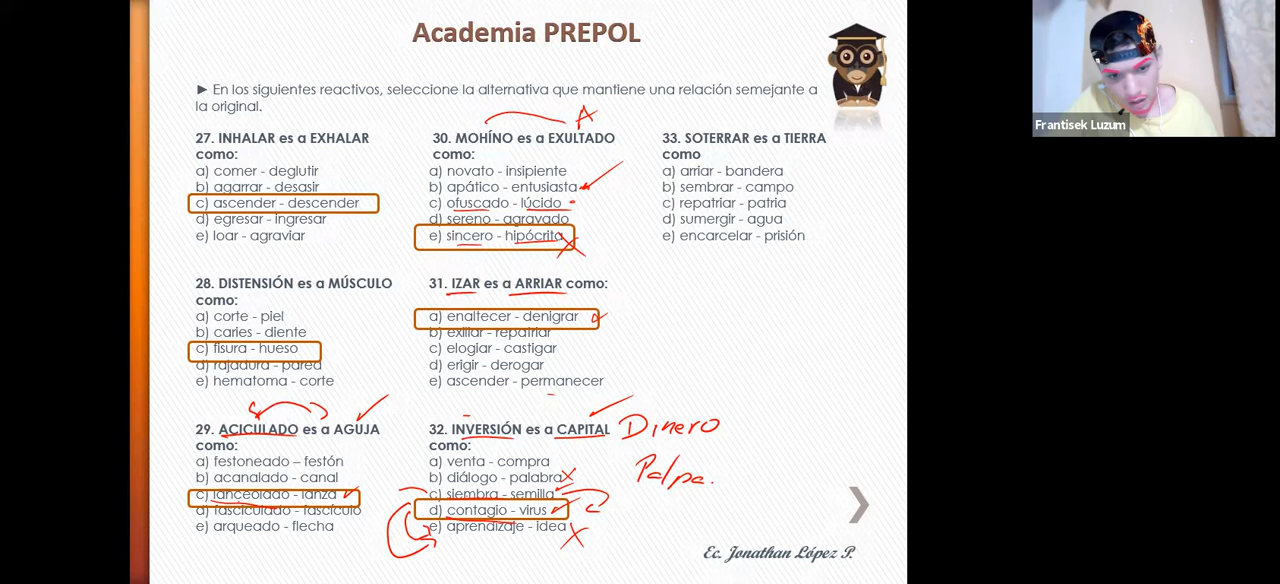 Academia PREPOL
► En los siguientes reactivos, seleccione la alternativa que mantiene una relación semejante a
la original.
27. INHALAR es a EXHALAR
como:
a) comer - deglutir
b) agarrar - desasir
c) ascender - descender
d) egresar - ingresar
e) loar - agraviar
28. DISTENSIÓN es a MÚSCULO
como:
a) corte - piel
b) caries - diente
c) fisura - hueso
d) rajadura - pared
e) hematoma - corte
29. ACICULADO es a AGUJA
como:
a) festoneado – festón
b) acanalado - canal
c) lanceolado - lanza
d) fasciculado - fascículo
e) arqueado - flecha
A
30. MOHÍNO es a EXULTADO
como:
a) novato - insipiente
b) apático - entusiasta
c) ofuscado - lúcido
d) sereno - agravado
e) sincero - hipócrita
31. IZAR es a ARRIAR como:
a) enaltecer - denigrar
b) exiliar - repatriar
c) elogiar - castigar
d) erigir - derogar
e) ascender - permanecer
32. INVERSIÓN es a CAPITAL
como:
a) venta - compra
b) diálogo - palabra
c) siembra - semilla
d) contagio - virus
e) aprendizaje - idea
Dinero
33. SOTERRAR es a TIERRA
como
a) arriar - bandera
b) sembrar - campo
c) repatriar - patria
d) sumergir - agua
e) encarcelar - prisión
Ec. Jonathan López P.
Frantisek Luzum